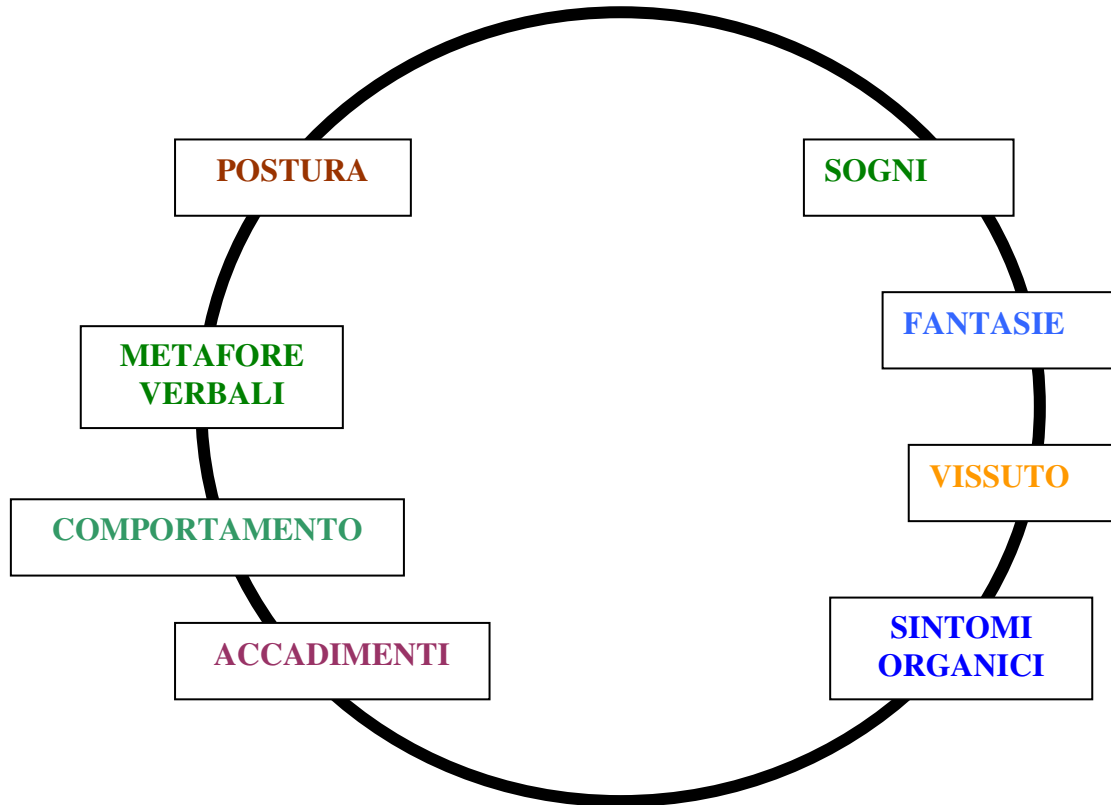 POSTURA
SOGNI
FANTASIE
METAFORE
VERBALI
VISSUTO
COMPORTAMENTO
SINTOMI
ORGANICI
ACCADIMENTI